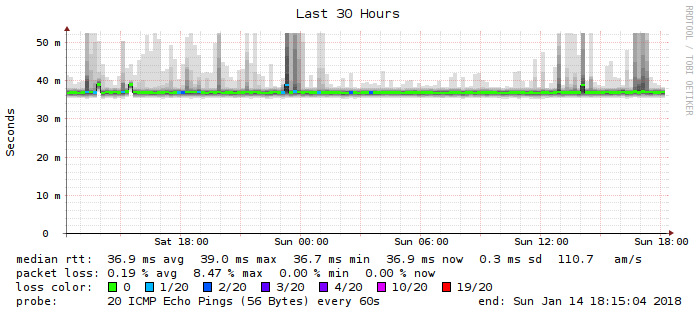 Last 30 Hours
RRDTOOL / TOBI OETIKER
Seconds
50 m
40 m
30 m
20 m
10 m
0
Sat 18:00 Sun 00:00 Sun 06:00 Sun 12:00 Sun 18:00
median rtt: 36.9 ms avg 39.0 ms max 36.7 ms min 36.9 ms now 0.3 ms sd 110.7 am/s
packet loss: 0.19 % avg 8.47 % max 0.00 % min 0.00 % now
loss color: 0 1/20 2/20 3/20 4/20 10/20 19/20
probe: 20 ICMP Echo Pings (56 Bytes) every 60s end: Sun Jan 14 18:15:04 2018